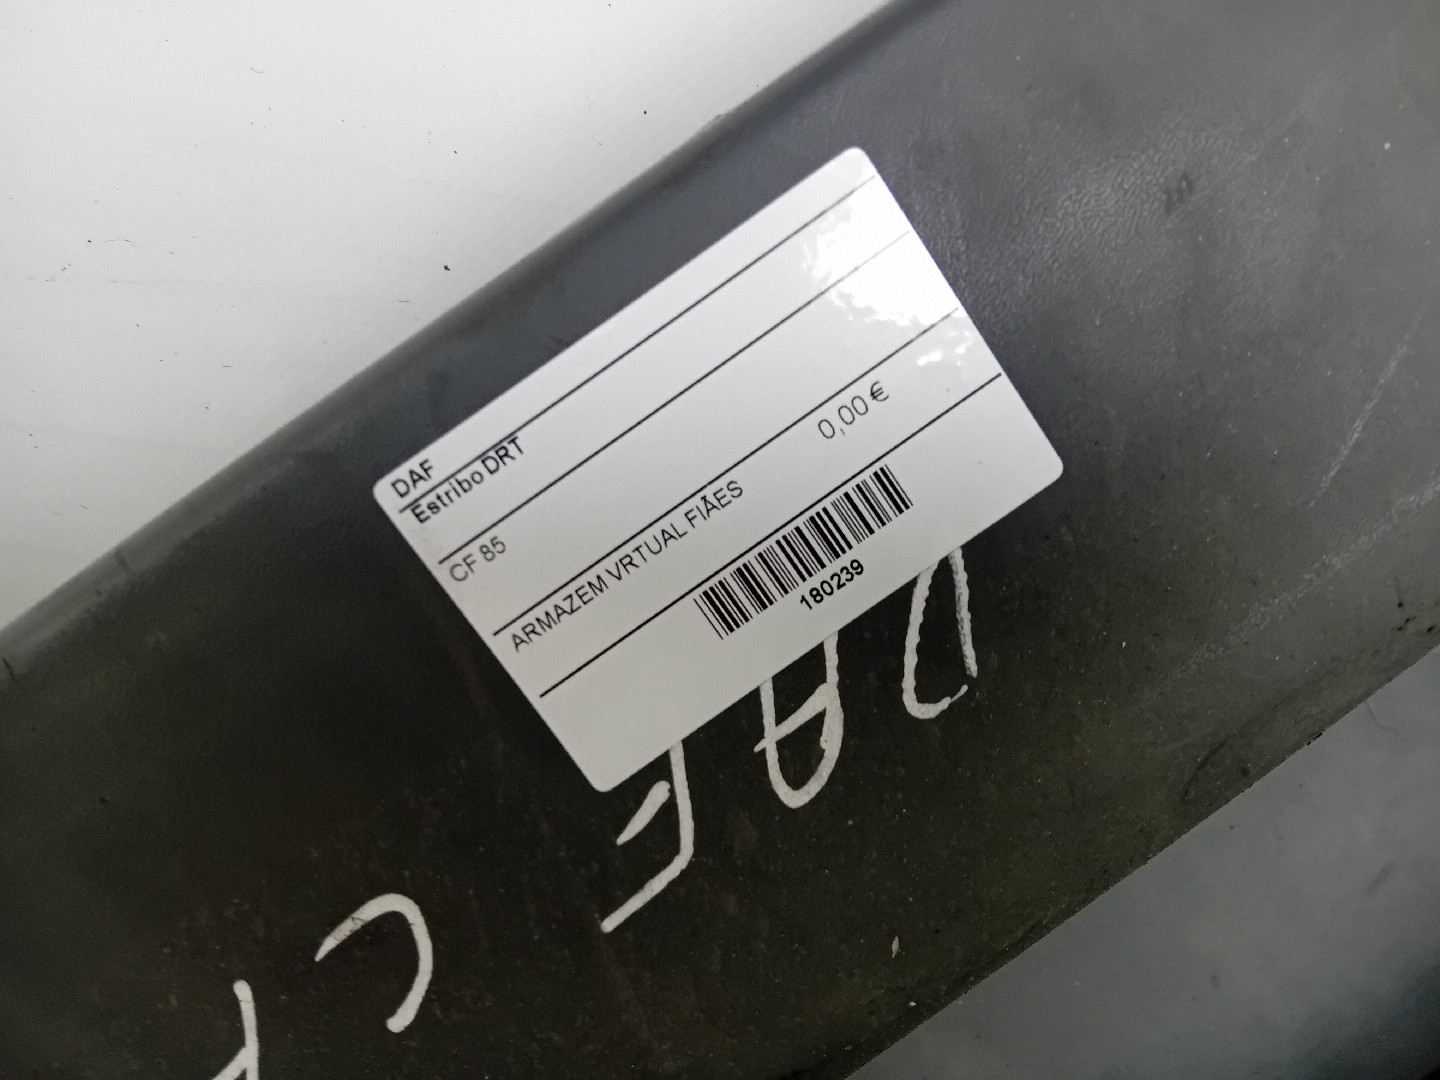 DAF
Estribo DRT
CF 85
0,00 €
ARMAZEM VRTUAL FIÃES
180239
DAF
CF